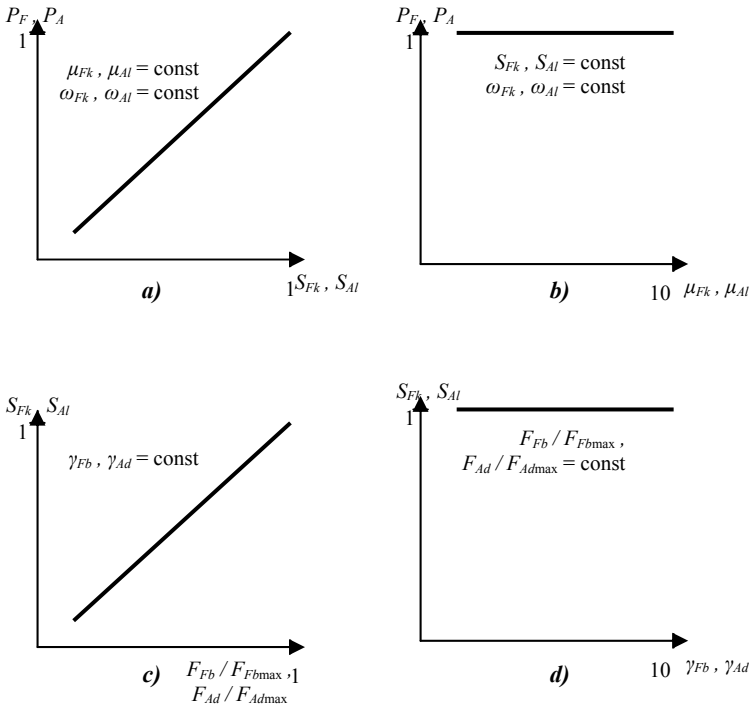 P_F , P_A
1
μ_Fk , μ_Al = const
ω_Fk , ω_Al = const
1 S_Fk , S_Al
a)
P_F , P_A
1
S_Fk , S_Al = const
ω_Fk , ω_Al = const
10 μ_Fk , μ_Al
b)
S_Fk , S_Al
1
γ_Fb , γ_Ad = const
F_Fb / F_Fbmax , 1
F_Ad / F_Admax
c)
S_Fk , S_Al
1
F_Fb / F_Fbmax ,
F_Ad / F_Admax = const
10 γ_Fb , γ_Ad
d)